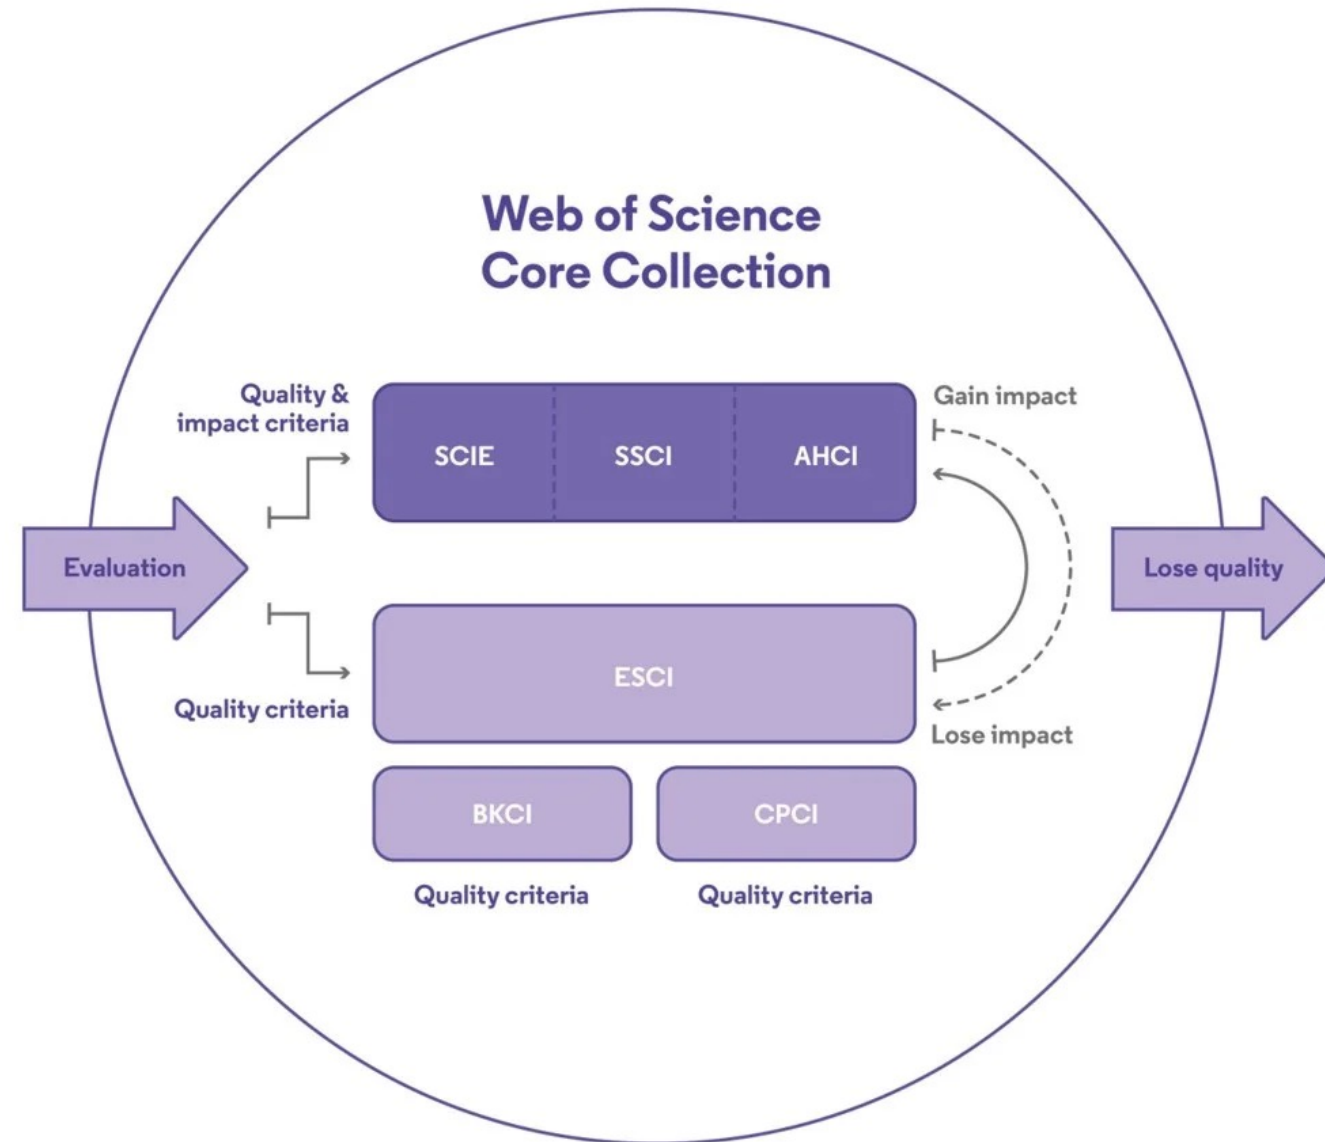 Web of Science
Core Collection
Quality &
impact criteria
SCIE
SSCI
AHCI
Gain impact
Evaluation
Lose quality
ESCI
Quality criteria
Lose impact
BKCI
CPCI
Quality criteria
Quality criteria